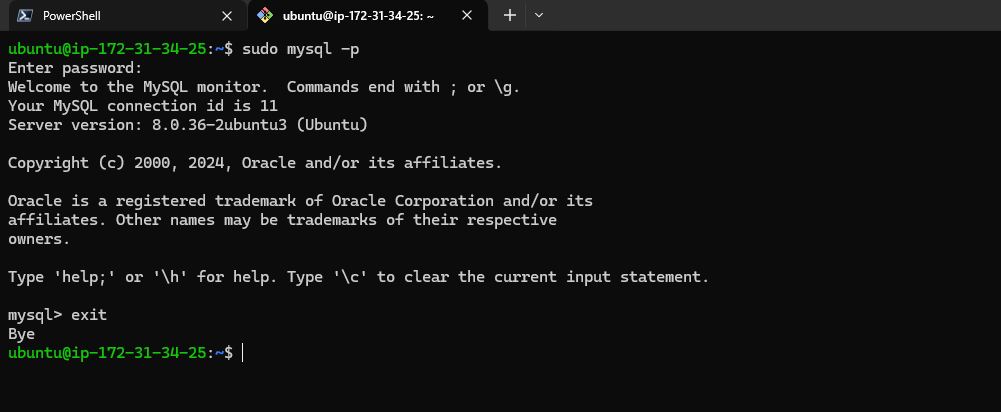 PowerShell
ubuntu@ip-172-31-34-25: ~
ubuntu@ip-172-31-34-25:~$ sudo mysql -p
Enter password:
Welcome to the MySQL monitor.  Commands end with ; or \g.
Your MySQL connection id is 11
Server version: 8.0.36-2ubuntu3 (Ubuntu)
Copyright (c) 2000, 2024, Oracle and/or its affiliates.
Oracle is a registered trademark of Oracle Corporation and/or its
affiliates. Other names may be trademarks of their respective
owners.
Type 'help;' or '\h' for help. Type '\c' to clear the current input statement.
mysql> exit
Bye
ubuntu@ip-172-31-34-25:~$